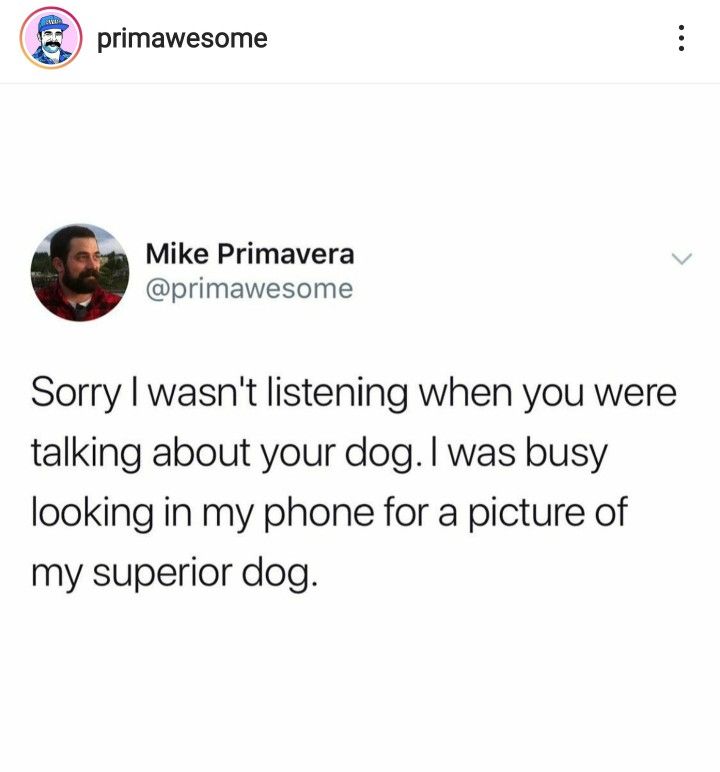 primawesome
Mike Primavera
@primawesome
Sorry I wasn't listening when you were
talking about your dog. I was busy
looking in my phone for a picture of
my superior dog.